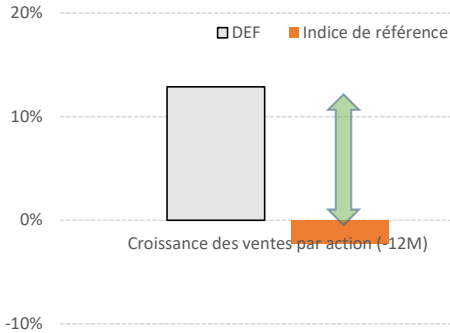 20%
DEF Indice de référence
10%
0%
Croissance des ventes par action (-12M)
-10%